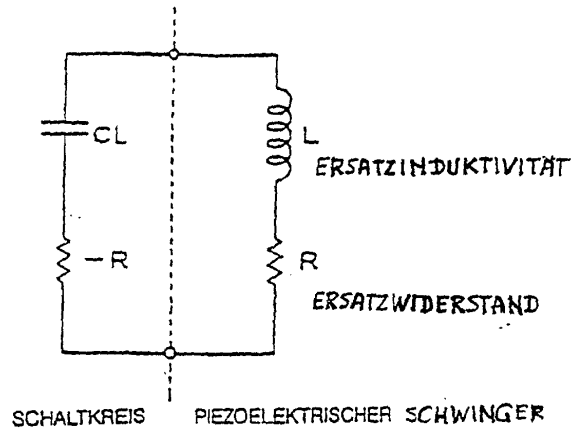 CL
L
ERSATZINDUKTIVITÄT
-R
R
ERSATZWIDERSTAND
SCHALTKREIS PIEZOELEKTRISCHER SCHWINGER